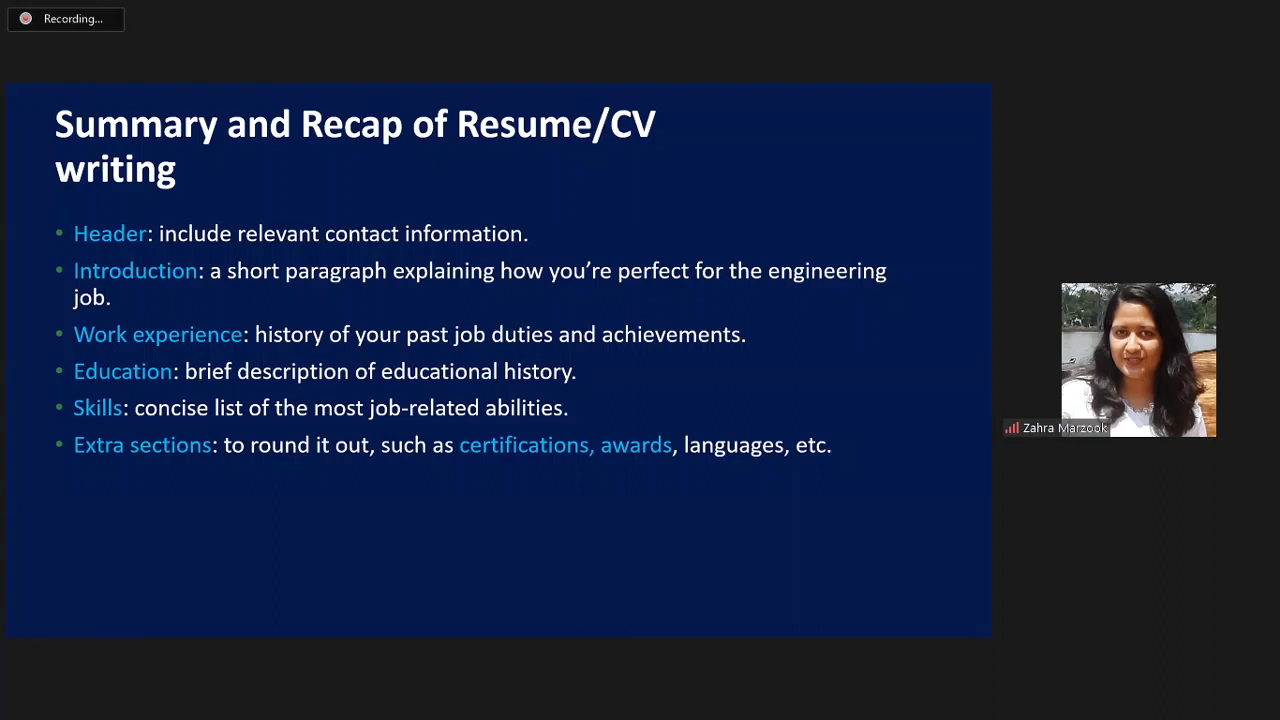 Recording...
Summary and Recap of Resume/CV
writing
• Header: include relevant contact information.
• Introduction: a short paragraph explaining how you’re perfect for the engineering
job.
• Work experience: history of your past job duties and achievements.
• Education: brief description of educational history.
• Skills: concise list of the most job-related abilities.
• Extra sections: to round it out, such as certifications, awards, languages, etc.
Zahra Marzook